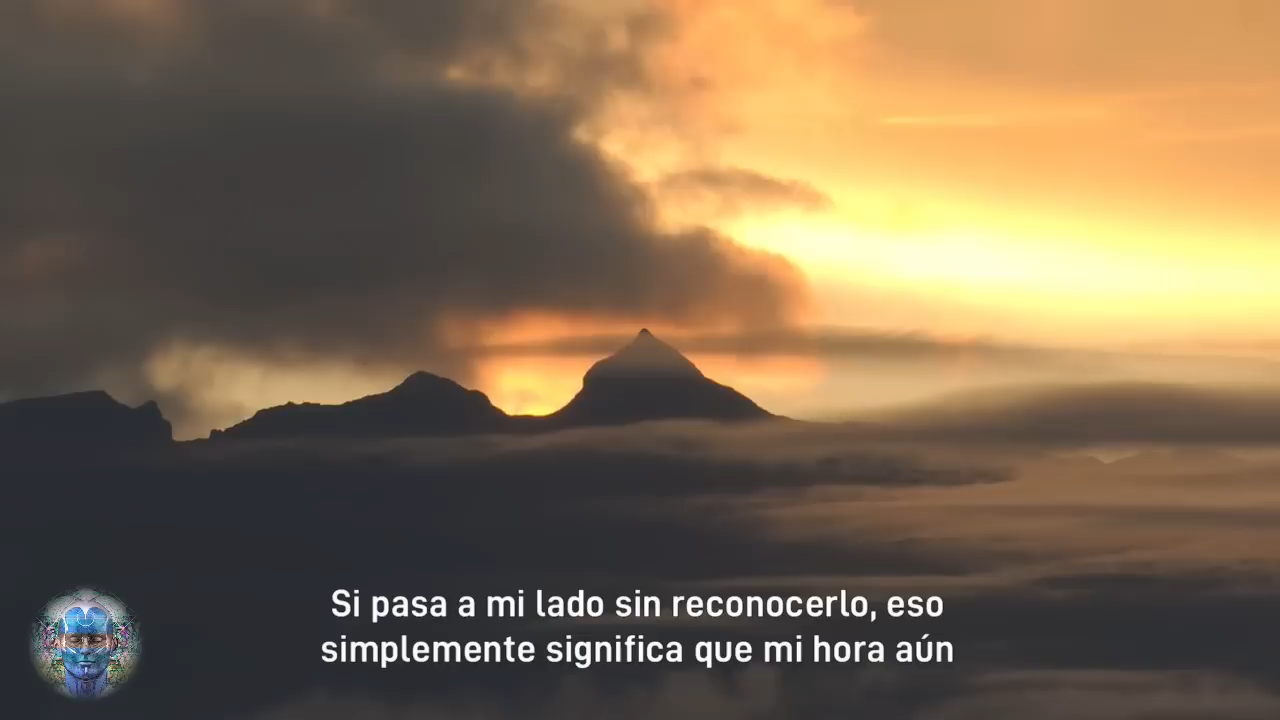 Si pasa a mi lado sin reconocerlo, eso
simplemente significa que mi hora aún